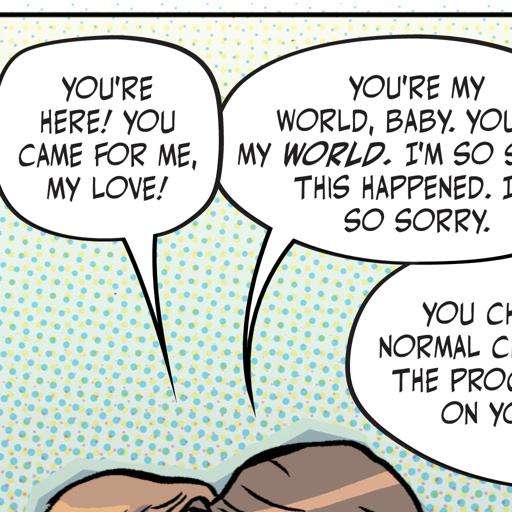 YOU'RE
HERE! YOU
CAME FOR ME,
MY LOVE!
YOU'RE MY
WORLD, BABY. YOU
MY WORLD. I'M SO
THIS HAPPENED.
SO SORRY.
YOU
NORMAL
THE
ON